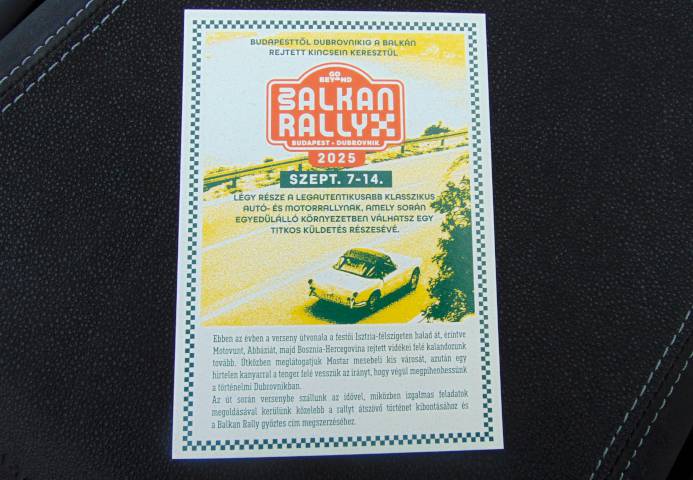 BUDAPESTTŐL DUBROVNIKIG A BALKÁN
REJTETT KINCSEIN KERESZTÜL
GO
BEYOND
BALKAN
RALLY
BUDAPEST - DUBROVNIK
2025
SZEPT. 7-14.
LÉGY RÉSZE A LEGAUTENTIKUSABB KLASSZIKUS
AUTÓ- ÉS MOTORRALLYNAK, AMELY SORÁN
EGYEDÜLÁLLÓ KÖRNYEZETBEN VÁLHATSZ EGY
TITKOS KÜLDETÉS RÉSZESÉVÉ.
Ebben az évben a verseny útvonala a festői Isztria-félszigeten halad át, érintve
Motovunt, Abbáziát, majd Bosznia-Hercegovina rejtett vidékei felé kalandozunk
tovább. Útközben meglátogatjuk Mostar mesebeli kis városát, azután egy
hirtelen kanyarral a tenger felé vesszük az irányt, hogy végül megpihenhessünk
a történelmi Dubrovnikban.
Az út során versenybe szállunk az idővel, miközben izgalmas feladatok
megoldásával kerülünk közelebb a rallyt átszövő történet kibontásához és
a Balkan Rally győztes cím megszerzéséhez.